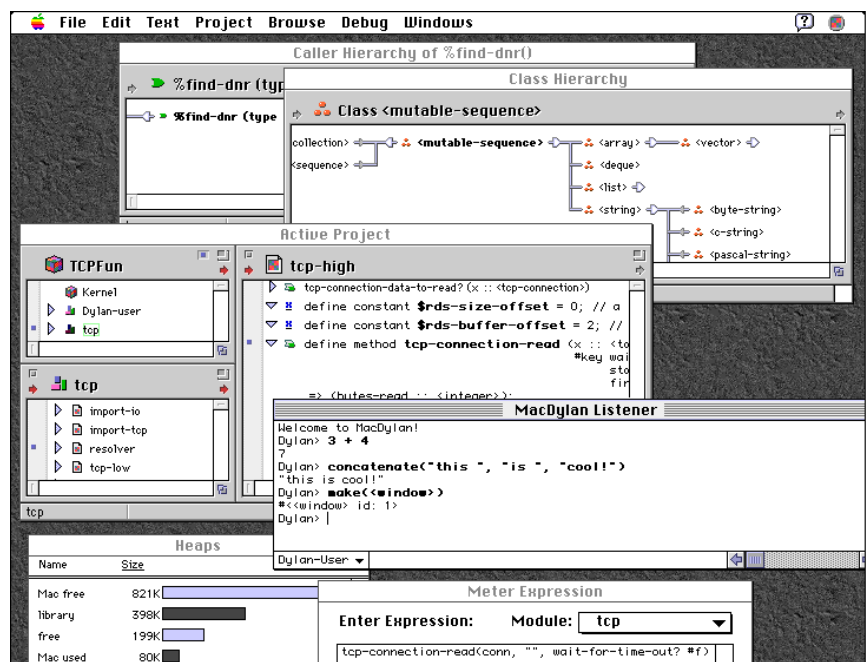 File Edit Text Project Browse Debug Windows
Caller Hierarchy of %find-dnr()
%find-dnr (typ
%find-dnr (type
Class Hierarchy
Class <mutable-sequence>
collection> <mutable-sequence> <array> <vector>
<sequence> <deque>
<list>
<string> <byte-string>
<c-string>
<pascal-string>
Active Project
TCPFun
Kernel
Dylan-user
tcp
tcp-high
tcp-connection-data-to-read? (x :: <tcp-connection>)
define constant $rds-size-offset = 0; // a
define constant $rds-buffer-offset = 2; //
define method tcp-connection-read (x :: <to
#key wai
sto
fir
=> (butes-read :: <integer>);
tcp
import-io
import-tcp
resolver
tcp-low
tcp
MacDylan Listener
Welcome to MacDylan!
Dylan> 3 + 4
7
Dylan> concatenate("this ", "is ", "cool!")
"this is cool!"
Dylan> make(<window>)
#<<window> id: 1>
Dylan>
Dylan-User
Heaps
Name Size
Mac free 821K
library 398K
free 199K
Mac used 80K
Meter Expression
Enter Expression: Module: tcp
tcp-connection-read(conn, "", wait-for-time-out? #f)